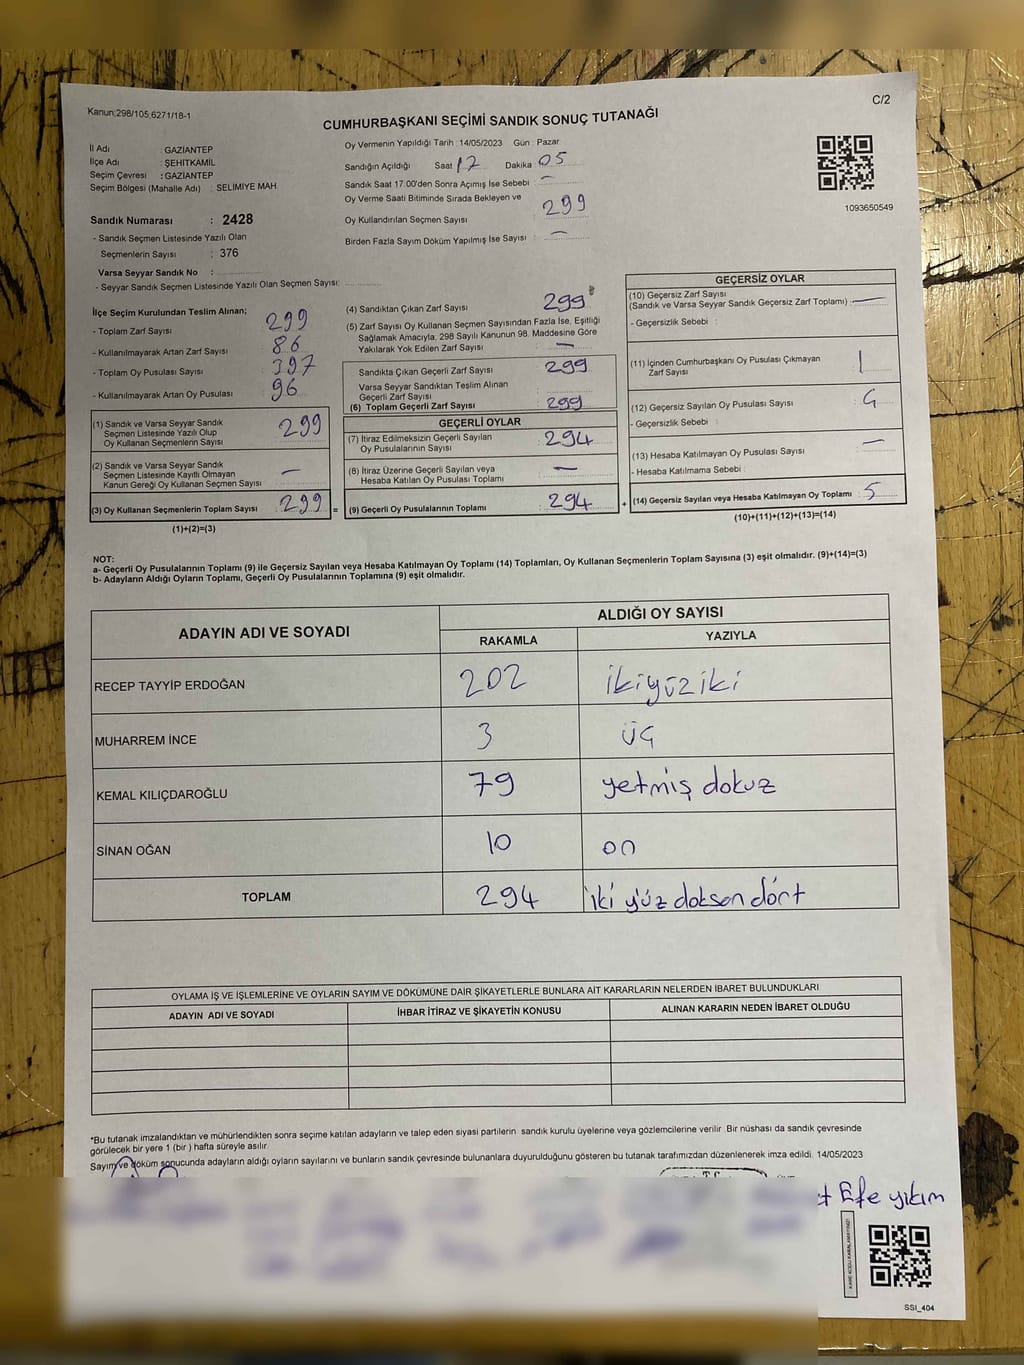 Kanun;298/105,6271/18-1
C/2
CUMHURBAŞKANI SEÇİMİ SANDIK SONUÇ TUTANAĞI
İl Adı : GAZİANTEP
İlçe Adı : ŞEHİTKAMİL
Seçim Çevresi : GAZİANTEP
Seçim Bölgesi (Mahalle Adı) : SELİMİYE MAH
Sandık Numarası : 2428
- Sandık Seçmen Listesinde Yazılı Olan
Seçmenlerin Sayısı : 376
Varsa Seyyar Sandık No :
- Seyyar Sandık Seçmen Listesinde Yazılı Olan Seçmen Sayısı:
Oy Vermenin Yapıldığı Tarih : 14/05/2023 Gün : Pazar
Sandığın Açıldığı Saat 17 Dakika 05
Sandık Saat 17:00'den Sonra Açımış İse Sebebi : —
Oy Verme Saati Bitiminde Sırada Bekleyen ve
Oy Kullandırılan Seçmen Sayısı 299
Birden Fazla Sayım Döküm Yapılmış İse Sayısı : —
1093650549
İlçe Seçim Kurulundan Teslim Alınan;
- Toplam Zarf Sayısı 299
- Kullanılmayarak Artan Zarf Sayısı 86
- Toplam Oy Pusulası Sayısı : 397
- Kullanılmayarak Artan Oy Pusulası : 96
(1) Sandık ve Varsa Seyyar Sandık
Seçmen Listesinde Yazılı Olup
Oy Kullanan Seçmenlerin Sayısı : 299
(2) Sandık ve Varsa Seyyar Sandık
Seçmen Listesinde Kayıtlı Olmayan
Kanun Gereği Oy Kullanan Seçmen Sayısı : —
(3) Oy Kullanan Seçmenlerin Toplam Sayısı : 299 =
(1)+(2)=(3)
(4) Sandıktan Çıkan Zarf Sayısı 299
(5) Zarf Sayısı Oy Kullanan Seçmen Sayısından Fazla İse, Eşitliği
Sağlamak Amacıyla, 298 Sayılı Kanunun 98. Maddesine Göre
Yakılarak Yok Edilen Zarf Sayısı : —
Sandıkta Çıkan Geçerli Zarf Sayısı 299
Varsa Seyyar Sandıktan Teslim Alınan
Geçerli Zarf Sayısı :
(6) Toplam Geçerli Zarf Sayısı : 299
GEÇERLİ OYLAR
(7) İtiraz Edilmeksizin Geçerli Sayılan
Oy Pusulalarının Sayısı : 294
(8) İtiraz Üzerine Geçerli Sayılan veya
Hesaba Katılan Oy Pusulası Toplamı : —
(9) Geçerli Oy Pusulalarının Toplamı : 294 +
GEÇERSİZ OYLAR
(10) Geçersiz Zarf Sayısı
(Sandık ve Varsa Seyyar Sandık Geçersiz Zarf Toplamı) : —
- Geçersizlik Sebebi :
(11) İçinden Cumhurbaşkanı Oy Pusulası Çıkmayan
Zarf Sayısı : 1
(12) Geçersiz Sayılan Oy Pusulası Sayısı :
- Geçersizlik Sebebi :
(13) Hesaba Katılmayan Oy Pusulası Sayısı : —
- Hesaba Katılmama Sebebi :
(14) Geçersiz Sayılan veya Hesaba Katılmayan Oy Toplamı : 5
(10)+(11)+(12)+(13)=(14)
NOT:
a- Geçerli Oy Pusulalarının Toplamı (9) ile Geçersiz Sayılan veya Hesaba Katılmayan Oy Toplamı (14) Toplamları, Oy Kullanan Seçmenlerin Toplam Sayısına (3) eşit olmalıdır. (9)+(14)=(3)
b- Adayların Aldığı Oyların Toplamı, Geçerli Oy Pusulalarının Toplamına (9) eşit olmalıdır.
ADAYIN ADI VE SOYADI
ALDIĞI OY SAYISI
RAKAMLA YAZIYLA
RECEP TAYYİP ERDOĞAN 202 ikiyüz iki
MUHARREM İNCE 3 üç
KEMAL KILIÇDAROĞLU 79 yetmiş dokuz
SİNAN OĞAN 10 on
TOPLAM 294 iki yüz doksan dört
OYLAMA İŞ VE İŞLEMLERİNE VE OYLARIN SAYIM VE DÖKÜMÜNE DAİR ŞİKAYETLERLE BUNLARA AİT KARARLARIN NELERDEN İBARET BULUNDUKLARI
ADAYIN ADI VE SOYADI İHBAR İTİRAZ VE ŞİKAYETİN KONUSU ALINAN KARARIN NEDEN İBARET OLDUĞU
*Bu tutanak imzalandıktan ve mühürlendikten sonra seçime katılan adayların ve talep eden siyasi partilerin sandık kurulu üyelerine veya gözlemcilerine verilir .Bir nüshası da sandık çevresinde
görülecek bir yere 1 (bir ) hafta süreyle asılır.
Sayım ve döküm sonucunda adayların aldığı oyların sayılarını ve bunların sandık çevresinde bulunanlara duyurulduğunu gösteren bu tutanak tarafımızdan düzenlenerek imza edildi. 14/05/2023
T.C.
t Efe yıkım
SSI_404